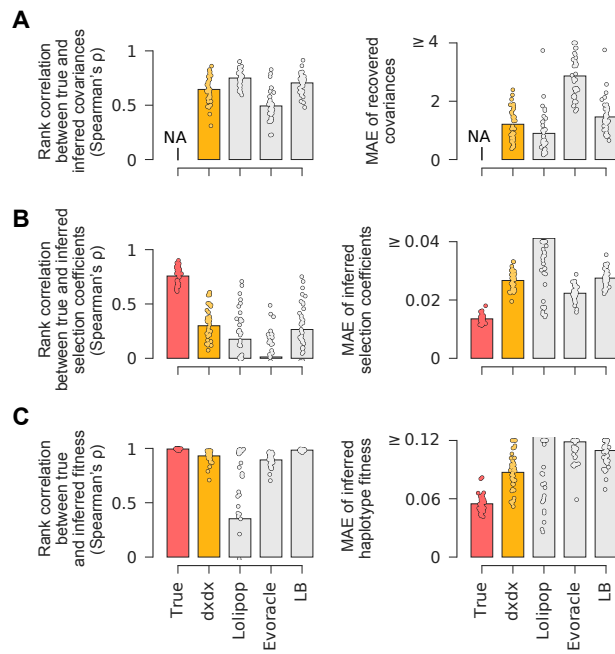 A
Rank correlation
between true and
inferred covariances
(Spearman's ρ)
1
0.5
0
NA
MAE of recovered
covariances
≥ 4
2
0
NA
B
Rank correlation
between true and inferred
selection coefficients
(Spearman's ρ)
1
0.5
0
MAE of inferred
selection coefficients
≥ 0.04
0.02
0
C
Rank correlation
between true
and inferred fitness
(Spearman's ρ)
1
0.5
0
MAE of inferred
haplotype fitness
≥ 0.12
0.06
0
True
dxdx
Lolipop
Evoracle
LB
True
dxdx
Lolipop
Evoracle
LB